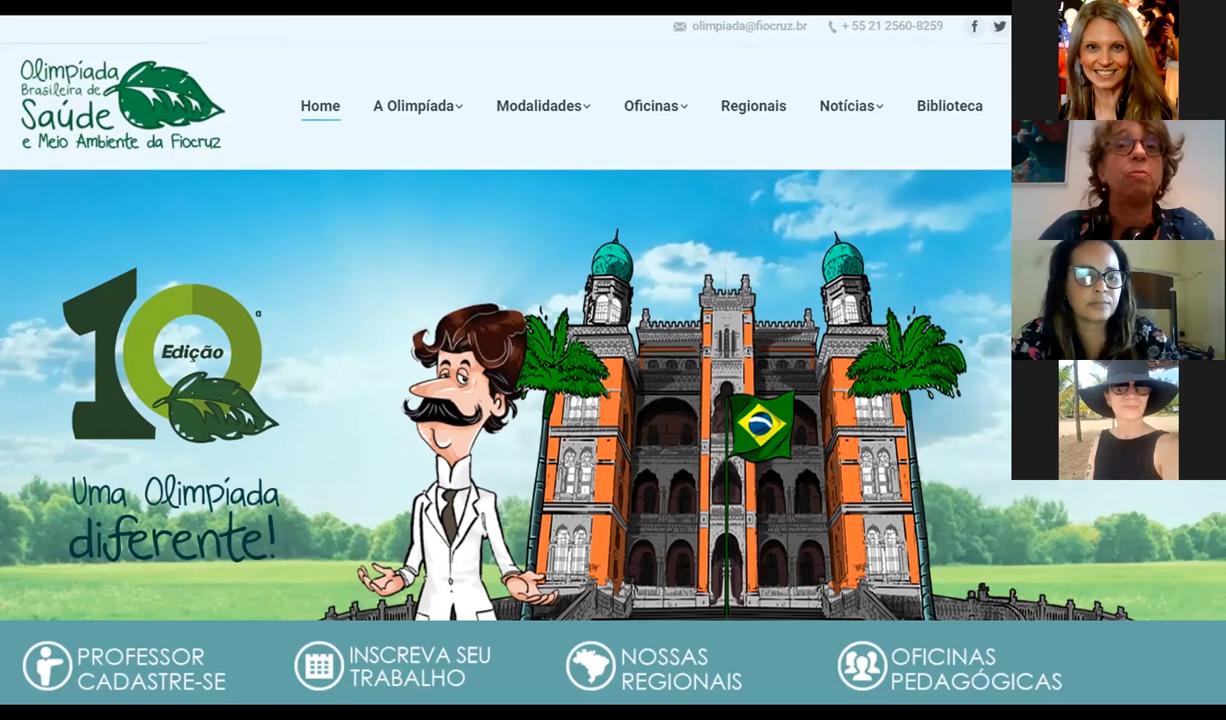 olimpiada@fiocruz.br
+ 55 21 2560-8259
Olimpíada
Brasileira de
Saúde
e Meio Ambiente da Fiocruz
Home
A Olimpíada
Modalidades
Oficinas
Regionais
Notícias
Biblioteca
10ª
Edição
Uma Olimpíada
diferente!
PROFESSOR
CADASTRE-SE
INSCREVA SEU
TRABALHO
NOSSAS
REGIONAIS
OFICINAS
PEDAGÓGICAS